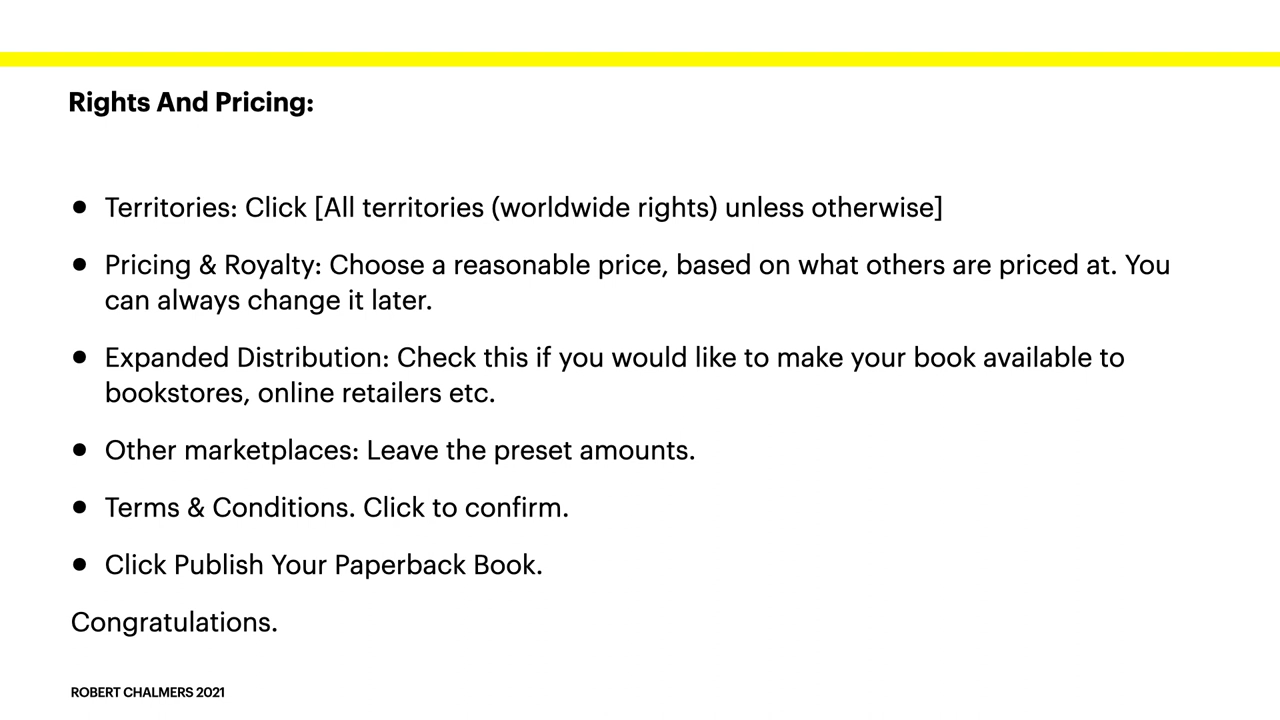 Rights And Pricing:
● Territories: Click [All territories (worldwide rights) unless otherwise]
● Pricing & Royalty: Choose a reasonable price, based on what others are priced at. You
can always change it later.
● Expanded Distribution: Check this if you would like to make your book available to
bookstores, online retailers etc.
● Other marketplaces: Leave the preset amounts.
● Terms & Conditions. Click to confirm.
● Click Publish Your Paperback Book.
Congratulations.
ROBERT CHALMERS 2021